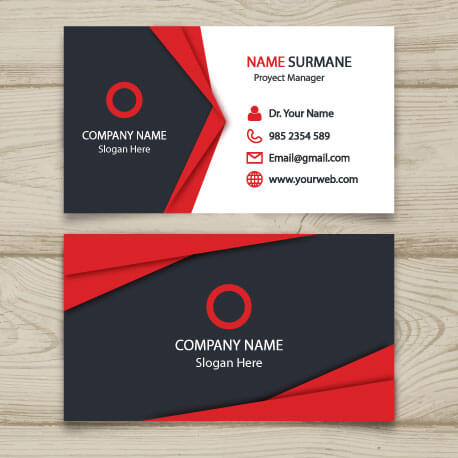 COMPANY NAME
Slogan Here
NAME SURMANE
Project Manager
Dr. Your Name
985 2354 589
Email@gmail.com
www.yourweb.com
COMPANY NAME
Slogan Here